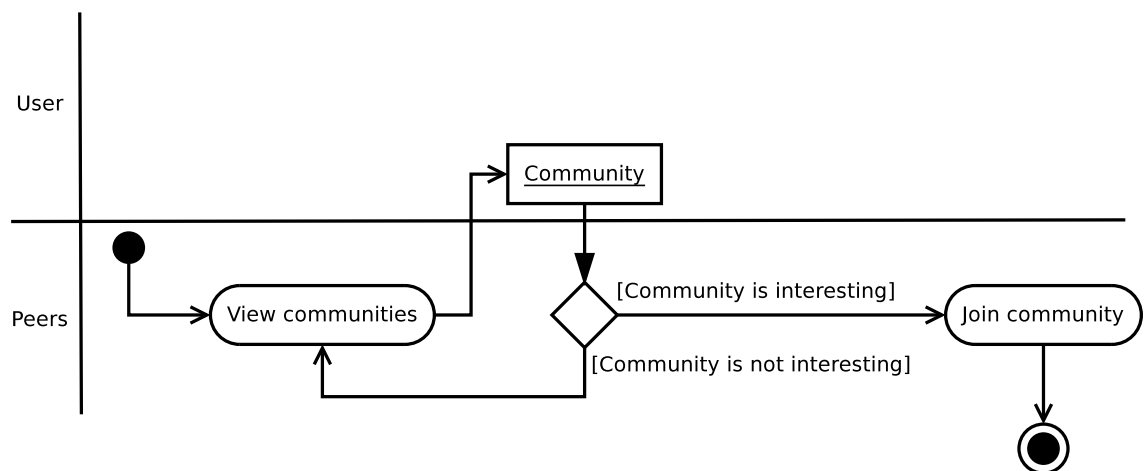 User
Community
Peers
View communities
[Community is interesting]
Join community
[Community is not interesting]